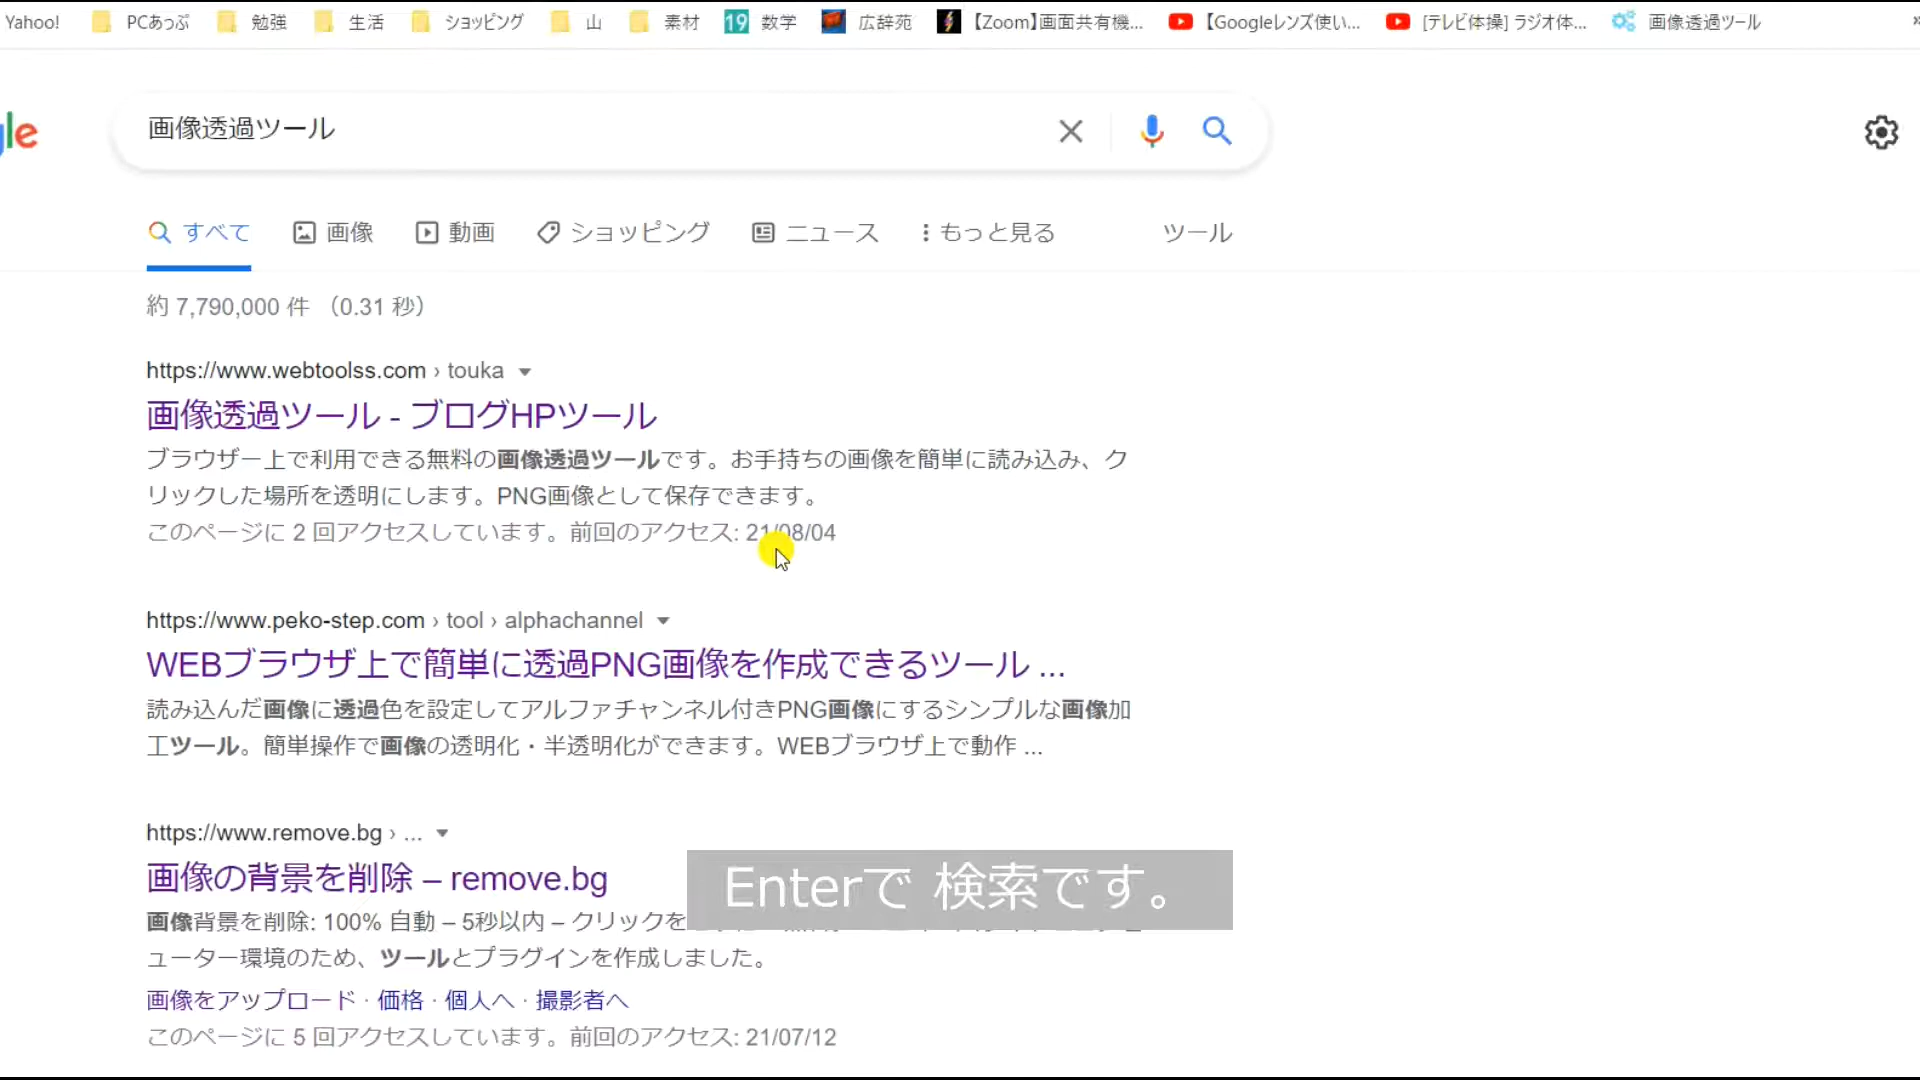 Yahoo! PCあっぷ 勉強 生活 ショッピング 山 素材 19 数学 広辞苑 【Zoom】画面共有機... 【Googleレンズ使い... [テレビ体操] ラジオ体... 画像透過ツール »
le 画像透過ツール
すべて 画像 動画 ショッピング ニュース もっと見る ツール
約 7,790,000 件 （0.31 秒）
https://www.webtoolss.com › touka
画像透過ツール - ブログHPツール
ブラウザー上で利用できる無料の画像透過ツールです。お手持ちの画像を簡単に読み込み、ク
リックした場所を透明にします。PNG画像として保存できます。
このページに 2 回アクセスしています。前回のアクセス: 21/08/04
https://www.peko-step.com › tool › alphachannel
WEBブラウザ上で簡単に透過PNG画像を作成できるツール ...
読み込んだ画像に透過色を設定してアルファチャンネル付きPNG画像にするシンプルな画像加
工ツール。簡単操作で画像の透明化・半透明化ができます。WEBブラウザ上で動作 ...
https://www.remove.bg › ...
画像の背景を削除 – remove.bg
Enterで 検索です。
画像背景を削除: 100% 自動 – 5秒以内 – クリックを
ューター環境のため、ツールとプラグインを作成しました。
画像をアップロード · 価格 · 個人へ · 撮影者へ
このページに 5 回アクセスしています。前回のアクセス: 21/07/12